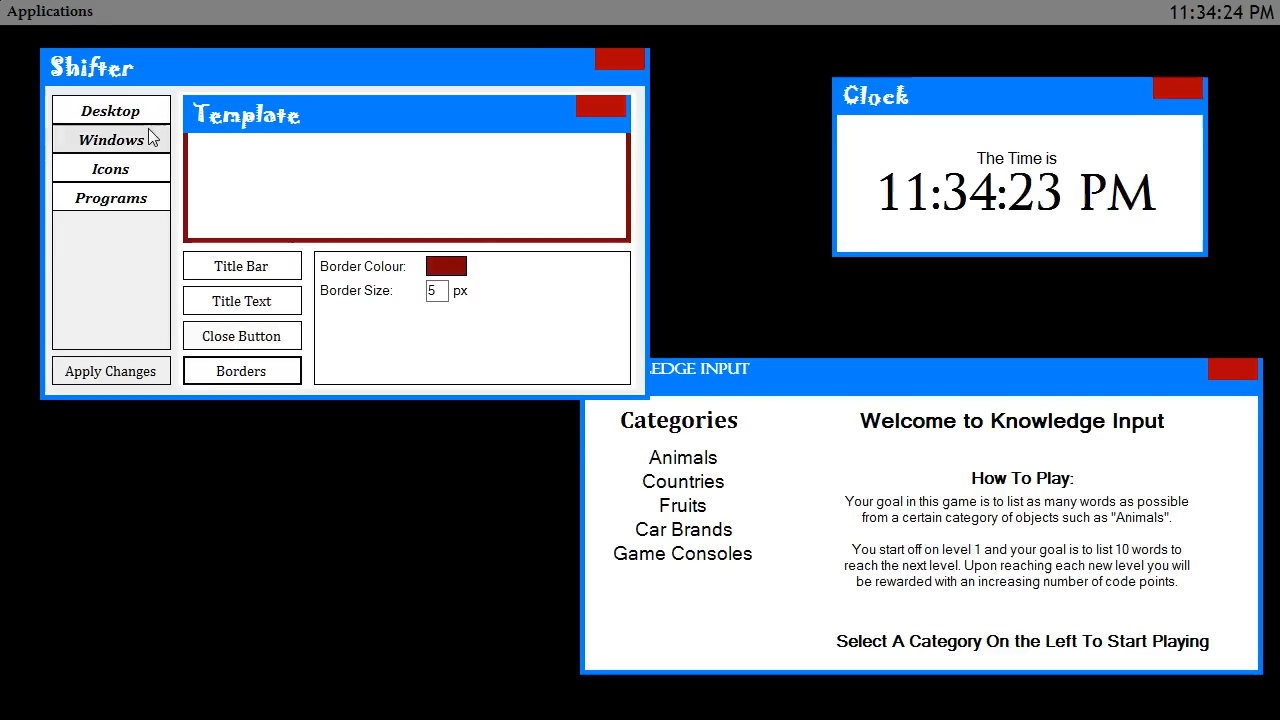 Applications
11:34:24 PM
Shifter
Desktop
Windows
Icons
Programs
Apply Changes
Template
Title Bar
Title Text
Close Button
Borders
Border Colour:
Border Size: 5 px
Clock
The Time is
11:34:23 PM
EDGE INPUT
Categories
Animals
Countries
Fruits
Car Brands
Game Consoles
Welcome to Knowledge Input
How To Play:
Your goal in this game is to list as many words as possible
from a certain category of objects such as "Animals".
You start off on level 1 and your goal is to list 10 words to
reach the next level. Upon reaching each new level you will
be rewarded with an increasing number of code points.
Select A Category On the Left To Start Playing